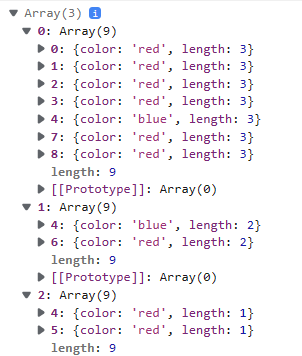 Array(3) i
0: Array(9)
0: {color: 'red', length: 3}
1: {color: 'red', length: 3}
2: {color: 'red', length: 3}
3: {color: 'red', length: 3}
4: {color: 'blue', length: 3}
7: {color: 'red', length: 3}
8: {color: 'red', length: 3}
length: 9
[[Prototype]]: Array(0)
1: Array(9)
4: {color: 'blue', length: 2}
6: {color: 'red', length: 2}
length: 9
[[Prototype]]: Array(0)
2: Array(9)
4: {color: 'red', length: 1}
5: {color: 'red', length: 1}
length: 9